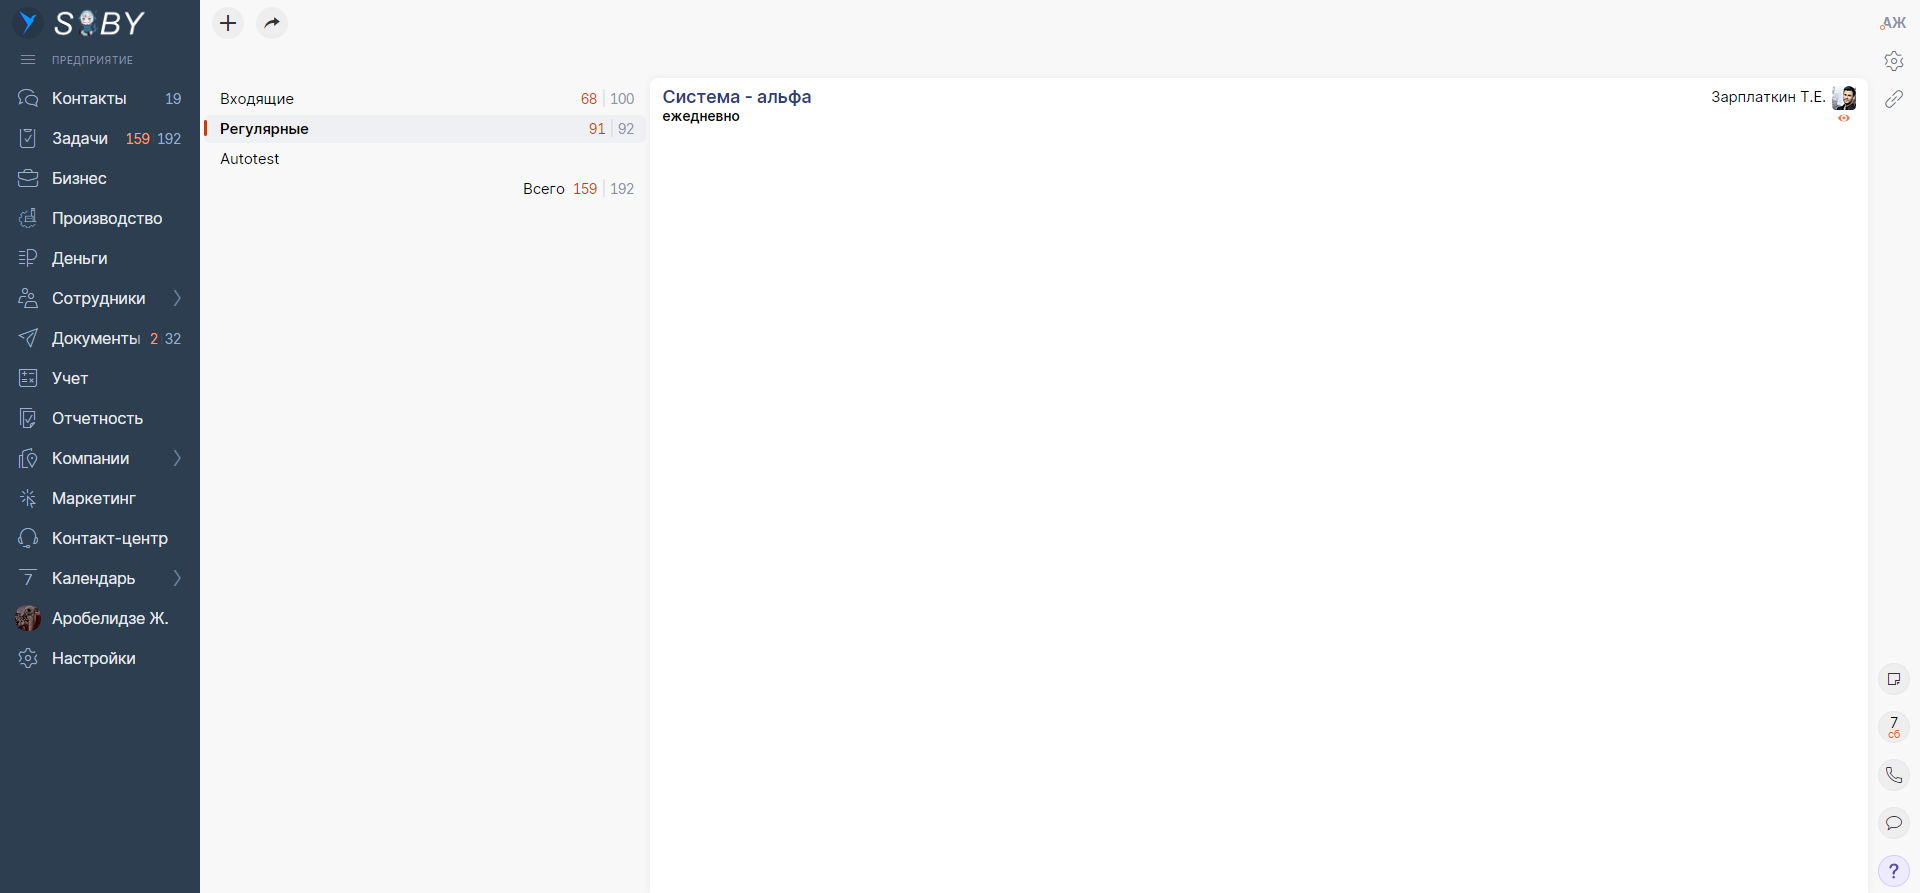 SBY
ПРЕДПРИЯТИЕ
Контакты 19
Задачи 159 192
Бизнес
Производство
Деньги
Сотрудники
Документы 2 32
Учет
Отчетность
Компании
Маркетинг
Контакт-центр
7 Календарь
Аробелидзе Ж.
Настройки
Входящие 68 100
Регулярные 91 92
Autotest
Всего 159 192
Система - альфа
ежедневно
Зарплаткин Т.Е.
АЖ
7
сб
?